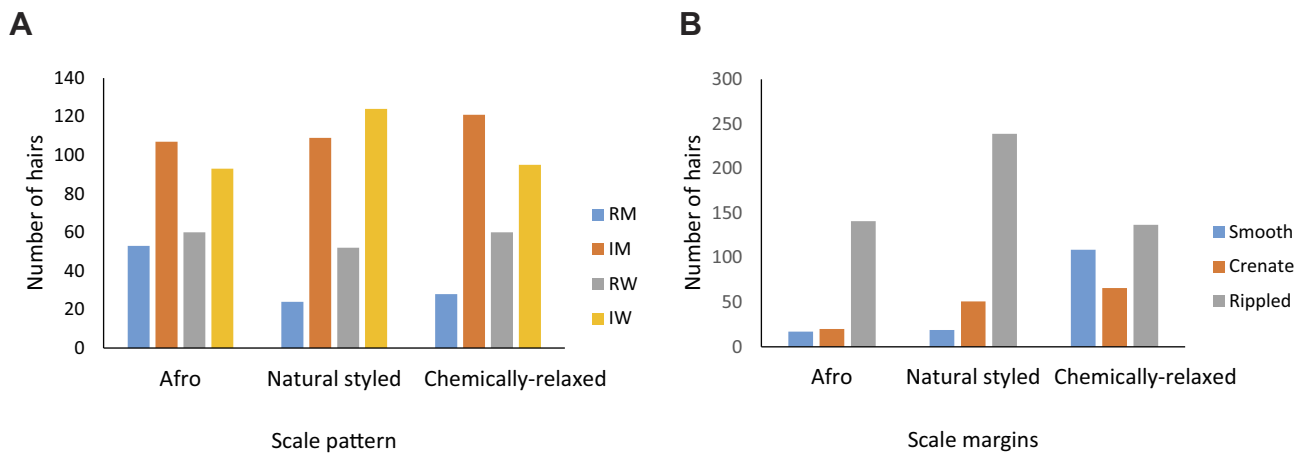 A
Number of hairs
140
120
100
80
60
40
20
0
Afro
Natural styled
Chemically-relaxed
Scale pattern
RM
IM
RW
IW
B
Number of hairs
300
250
200
150
100
50
0
Afro
Natural styled
Chemically-relaxed
Scale margins
Smooth
Crenate
Rippled